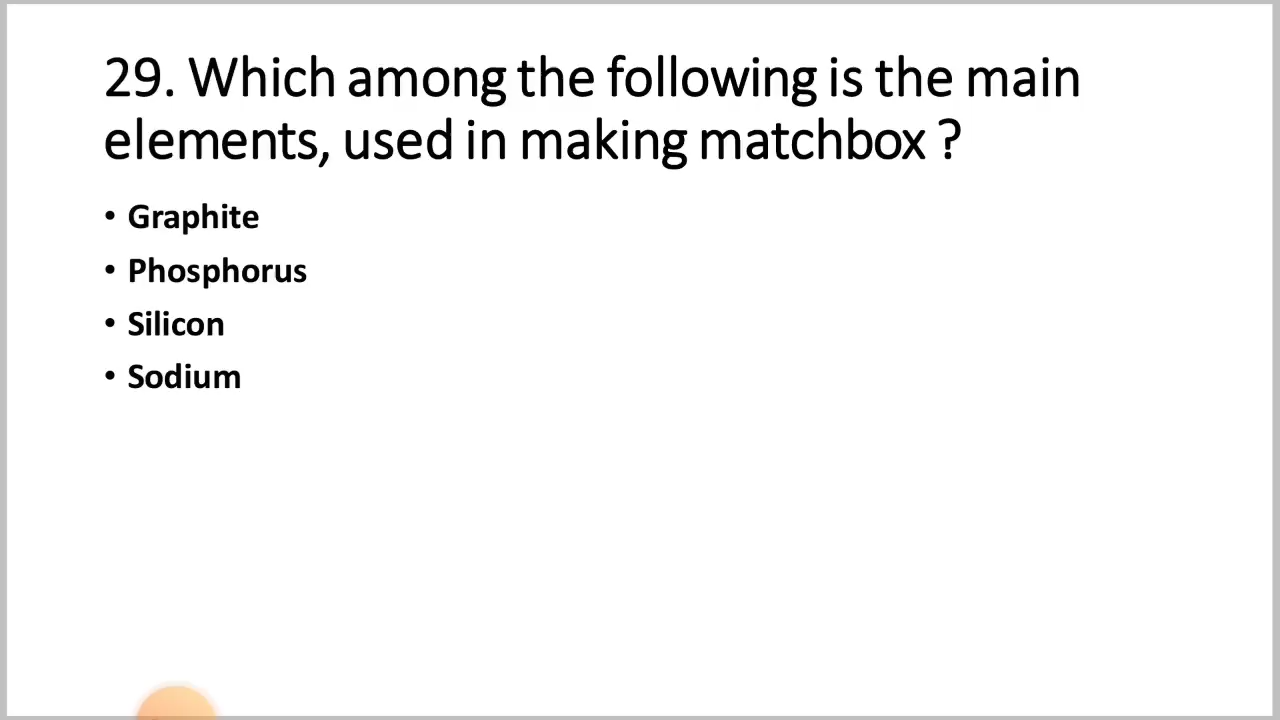 29. Which among the following is the main
elements, used in making matchbox ?
• Graphite
• Phosphorus
• Silicon
• Sodium